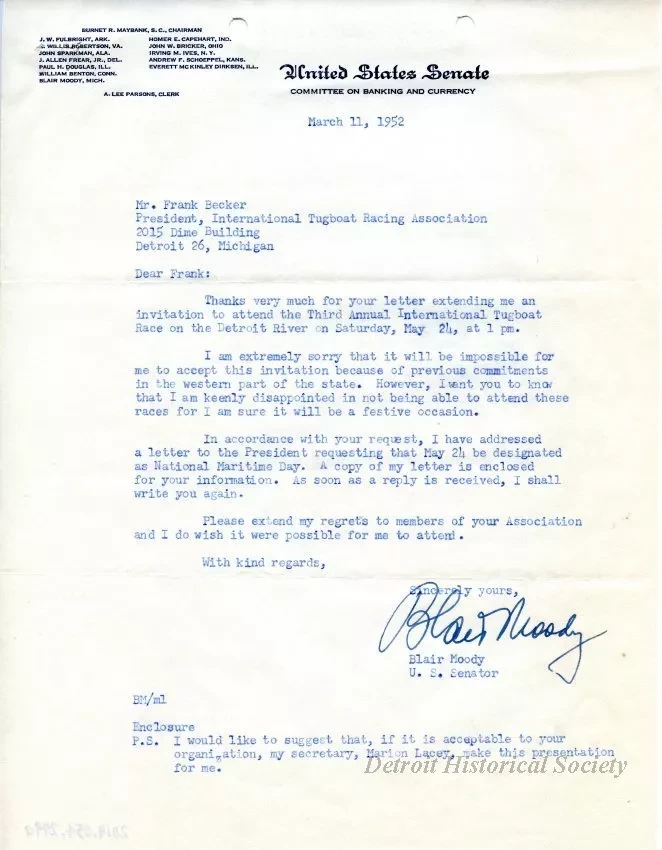 BURNET R. MAYBANK, S. C., CHAIRMAN
J. W. FULBRIGHT, ARK.
A. WILLIS ROBERTSON, VA.
JOHN SPARKMAN, ALA.
J. ALLEN FREAR, JR., DEL.
PAUL H. DOUGLAS, ILL.
WILLIAM BENTON, CONN.
BLAIR MOODY, MICH.
HOMER E. CAPEHART, IND.
JOHN W. BRICKER, OHIO
IRVING M. IVES, N. Y.
ANDREW F. SCHOEPPEL, KANS.
EVERETT MC KINLEY DIRKSEN, ILL.
A. LEE PARSONS, CLERK
United States Senate
COMMITTEE ON BANKING AND CURRENCY
March 11, 1952
Mr. Frank Becker
President, International Tugboat Racing Association
2015 Dime Building
Detroit 26, Michigan
Dear Frank:
Thanks very much for your letter extending me an
invitation to attend the Third Annual International Tugboat
Race on the Detroit River on Saturday, May 24, at 1 pm.
I am extremely sorry that it will be impossible for
me to accept this invitation because of previous commitments
in the western part of the state. However, I want you to know
that I am keenly disappointed in not being able to attend these
races for I am sure it will be a festive occasion.
In accordance with your request, I have addressed
a letter to the President requesting that May 24 be designated
as National Maritime Day. A copy of my letter is enclosed
for your information. As soon as a reply is received, I shall
write you again.
Please extend my regrets to members of your Association
and I do wish it were possible for me to attend.
With kind regards,
Sincerely yours,
Blair Moody
Blair Moody
U. S. Senator
BM/ml
Enclosure
P.S. I would like to suggest that, if it is acceptable to your
organization, my secretary, Marion Lacey, make this presentation
for me.
Detroit Historical Society